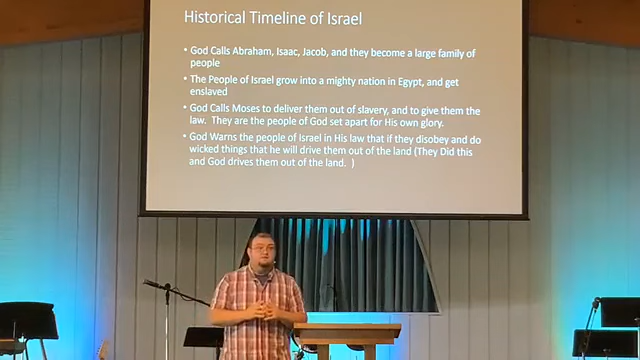 Historical Timeline of Israel
• God Calls Abraham, Isaac, Jacob, and they become a large family of
people
• The People of Israel grow into a mighty nation in Egypt, and get
enslaved
• God Calls Moses to deliver them out of slavery, and to give them the
law. They are the people of God set apart for His own glory.
• God Warns the people of Israel in His law that if they disobey and do
wicked things that he will drive them out of the land (They Did this
and God drives them out of the land. )